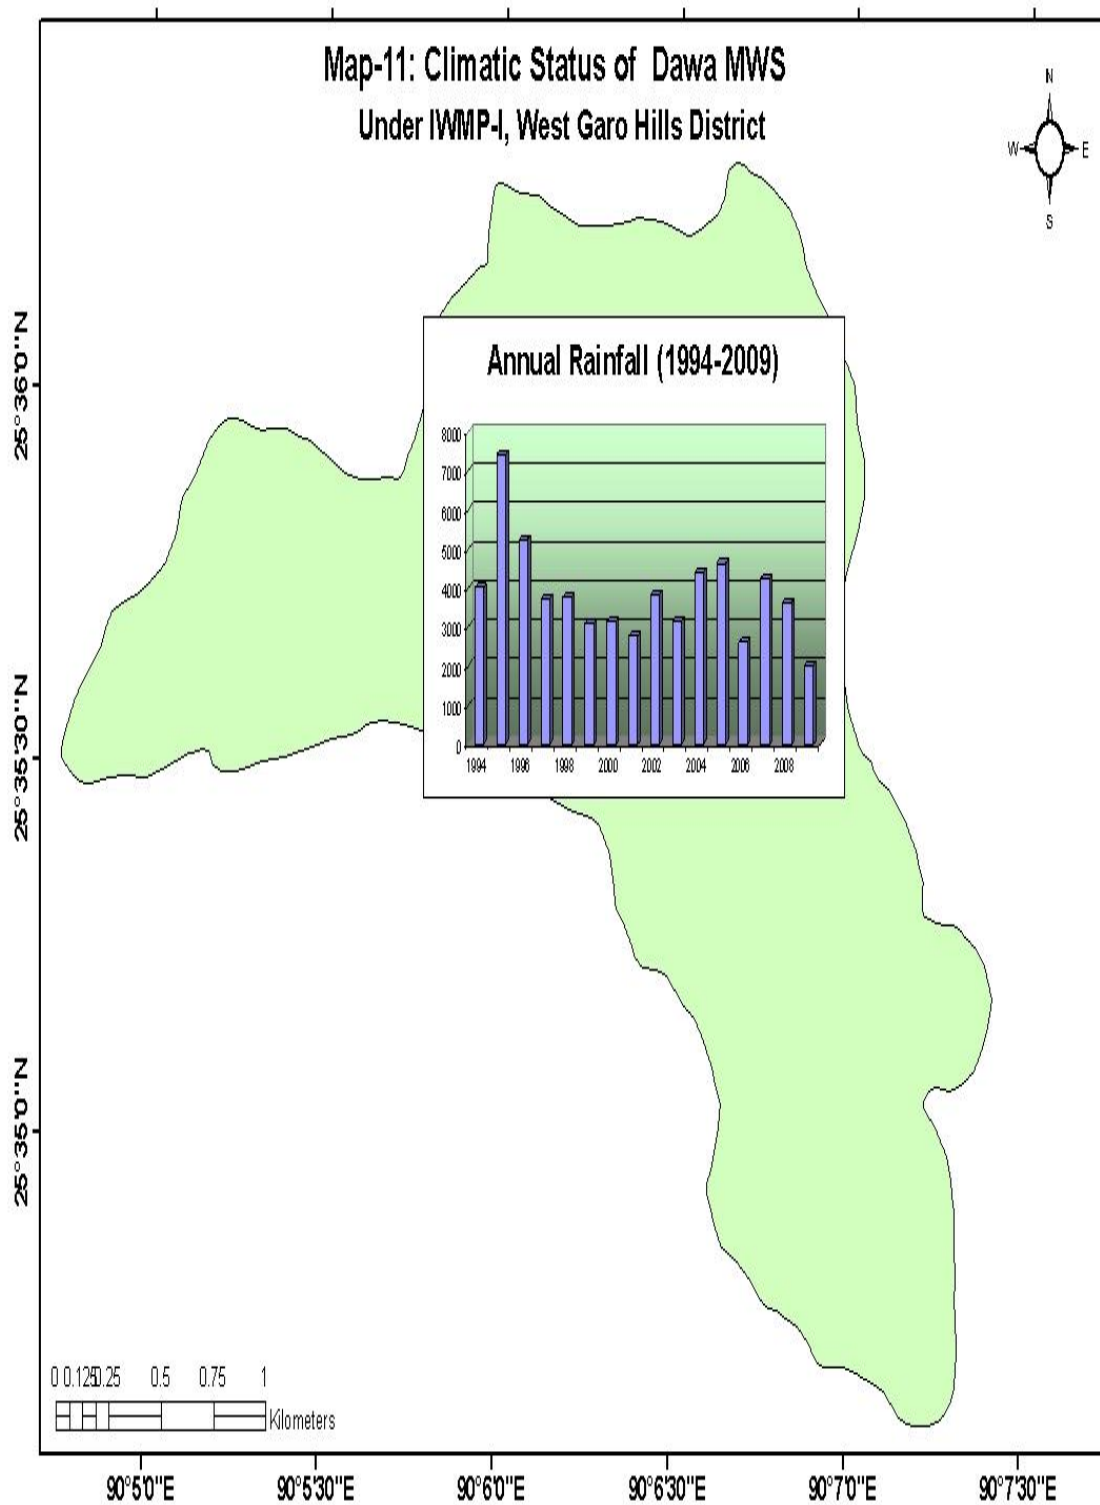 Map-11: Climatic Status of Dawa MWS
Under IWMP-I, West Garo Hills District
N
W E
S
25°36'0"N
25°35'30"N
25°35'0"N
Annual Rainfall (1994-2009)
8000
7000
6000
5000
4000
3000
2000
1000
0
1994 1996 1998 2000 2002 2004 2006 2008
0 0.125 0.25 0.5 0.75 1
Kilometers
90°5'0"E 90°5'30"E 90°6'0"E 90°6'30"E 90°7'0"E 90°7'30"E